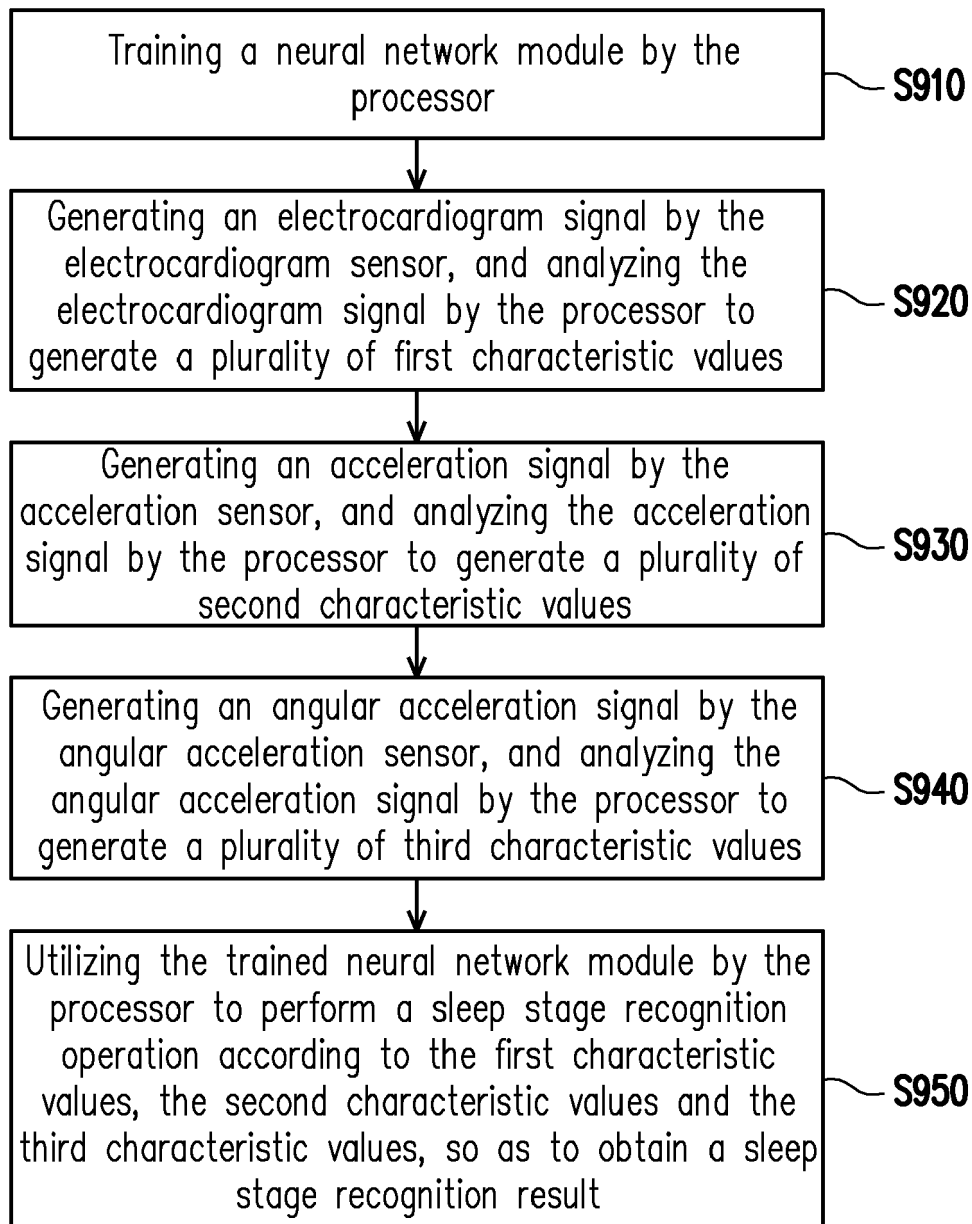 Training a neural network module by the
processor
S910
Generating an electrocardiogram signal by the
electrocardiogram sensor, and analyzing the
electrocardiogram signal by the processor to
generate a plurality of first characteristic values
S920
Generating an acceleration signal by the
acceleration sensor, and analyzing the acceleration
signal by the processor to generate a plurality of
second characteristic values
S930
Generating an angular acceleration signal by the
angular acceleration sensor, and analyzing the
angular acceleration signal by the processor to
generate a plurality of third characteristic values
S940
Utilizing the trained neural network module by the
processor to perform a sleep stage recognition
operation according to the first characteristic
values, the second characteristic values and the
third characteristic values, so as to obtain a sleep
stage recognition result
S950